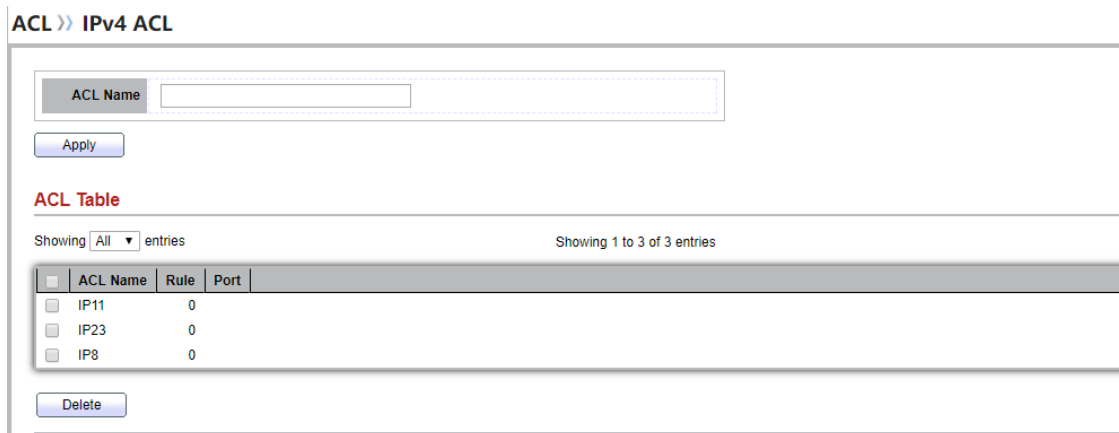 ACL》 IPv4 ACL
ACL Name
Apply
ACL Table
Showing All ▼ entries Showing 1 to 3 of 3 entries
ACL Name Rule Port
IP11 0
IP23 0
IP8 0
Delete